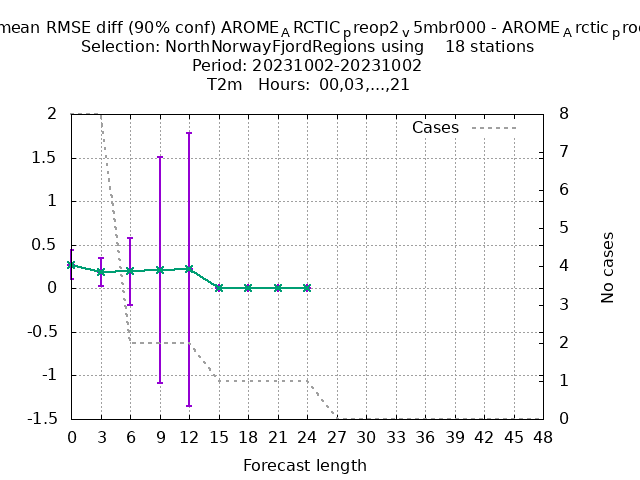 mean RMSE diff (90% conf) AROME_ARCTIC_preop2_v5mbr000 - AROME_Arctic_proc
Selection: NorthNorwayFjordRegions using 18 stations
Period: 20231002-20231002
T2m Hours: 00,03,...,21
Cases
2
1.5
1
0.5
0
-0.5
-1
-1.5
8
7
6
5
4
3
2
1
0
No cases
0 3 6 9 12 15 18 21 24 27 30 33 36 39 42 45 48
Forecast length